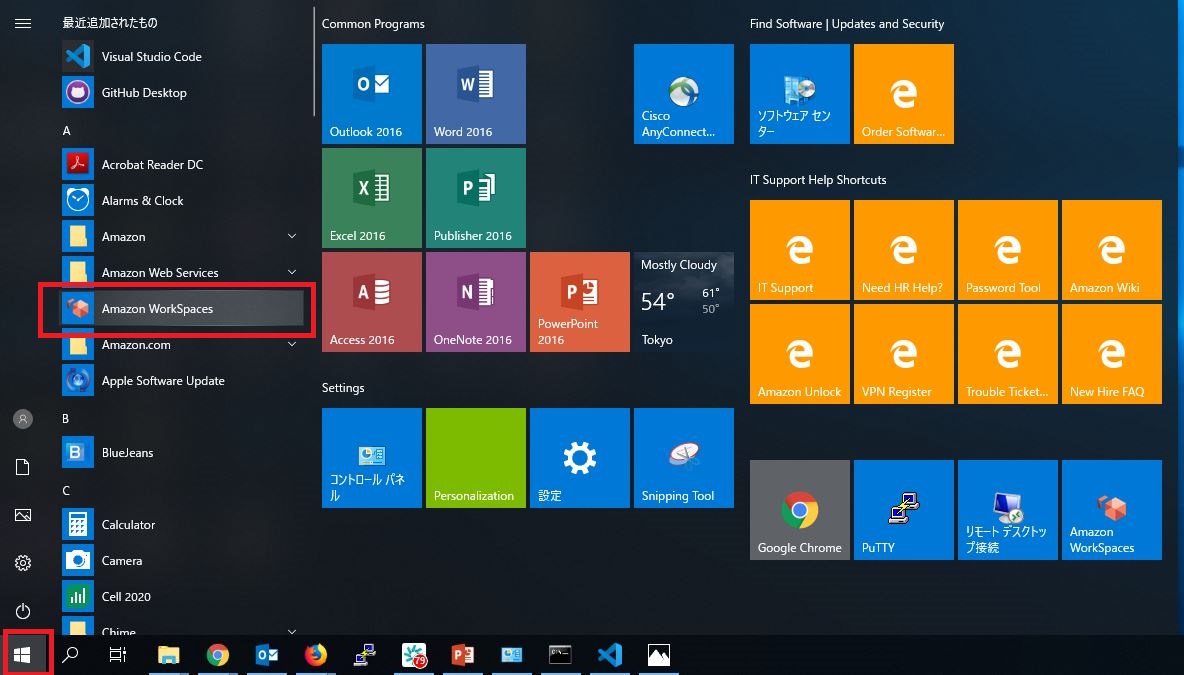 最近追加されたもの
Visual Studio Code
GitHub Desktop
A
Acrobat Reader DC
Alarms & Clock
Amazon
Amazon Web Services
Amazon WorkSpaces
Amazon.com
Apple Software Update
B
BlueJeans
C
Calculator
Camera
Cell 2020
Chime
Common Programs
Outlook 2016
Word 2016
Cisco
AnyConnect...
Excel 2016
Publisher 2016
Access 2016
OneNote 2016
PowerPoint
2016
Mostly Cloudy
54°
61°
50°
Tokyo
Settings
コントロール パネ
ル
Personalization
設定
Snipping Tool
Find Software | Updates and Security
ソフトウェア セン
ター
Order Softwar...
IT Support Help Shortcuts
IT Support
Need HR Help?
Password Tool
Amazon Wiki
Amazon Unlock
VPN Register
Trouble Ticket...
New Hire FAQ
Google Chrome
PuTTY
リモート デスクトッ
プ接続
Amazon
WorkSpaces
79